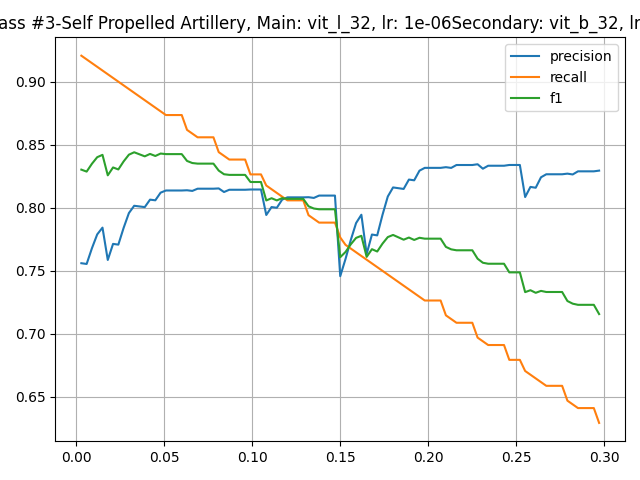 ass #3-Self Propelled Artillery, Main: vit_l_32, lr: 1e-06Secondary: vit_b_32, lr
precision
recall
f1
0.90
0.85
0.80
0.75
0.70
0.65
0.00 0.05 0.10 0.15 0.20 0.25 0.30